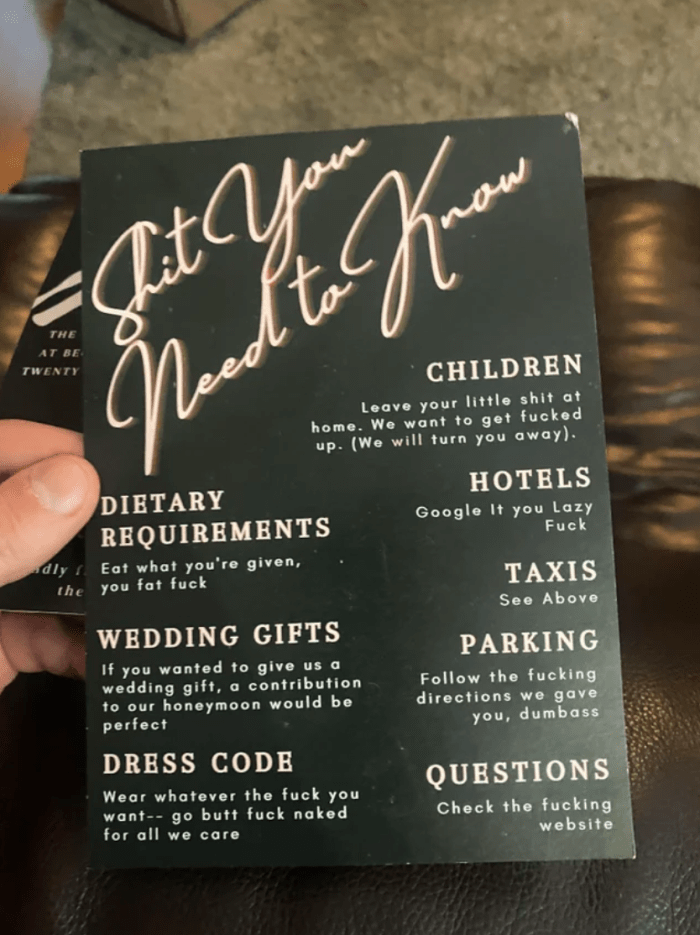 Shit You
Need to Know
THE
AT BE
TWENTY
the
CHILDREN
Leave your little shit at
home. We want to get fucked
up. (We will turn you away).
DIETARY
REQUIREMENTS
Eat what you're given,
you fat fuck
WEDDING GIFTS
If you wanted to give us a
wedding gift, a contribution
to our honeymoon would be
perfect
DRESS CODE
Wear whatever the fuck you
want-- go butt fuck naked
for all we care
HOTELS
Google It you Lazy
Fuck
TAXIS
See Above
PARKING
Follow the fucking
directions we gave
you, dumbass
QUESTIONS
Check the fucking
website